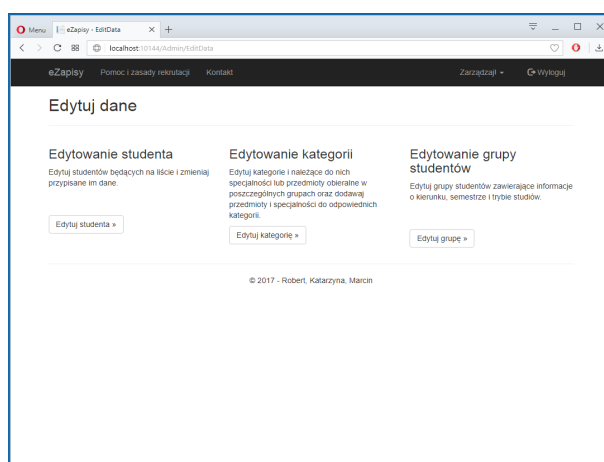 Menu
eZapisy - EditData
localhost:10144/Admin/EditData
eZapisy Pomoc i zasady rekrutacji Kontakt Zarządzaj! Wyloguj
Edytuj dane
Edytowanie studenta
Edytuj studentów będących na liście i zmieniaj
przypisane im dane.
Edytuj studenta »
Edytowanie kategorii
Edytuj kategorie i należące do nich
specjalności lub przedmioty obieralne w
poszczególnych grupach oraz dodawaj
przedmioty i specjalności do odpowiednich
kategorii.
Edytuj kategorię »
Edytowanie grupy
studentów
Edytuj grupy studentów zawierające informacje
o kierunku, semestrze i trybie studiów.
Edytuj grupę »
© 2017 - Robert, Katarzyna, Marcin